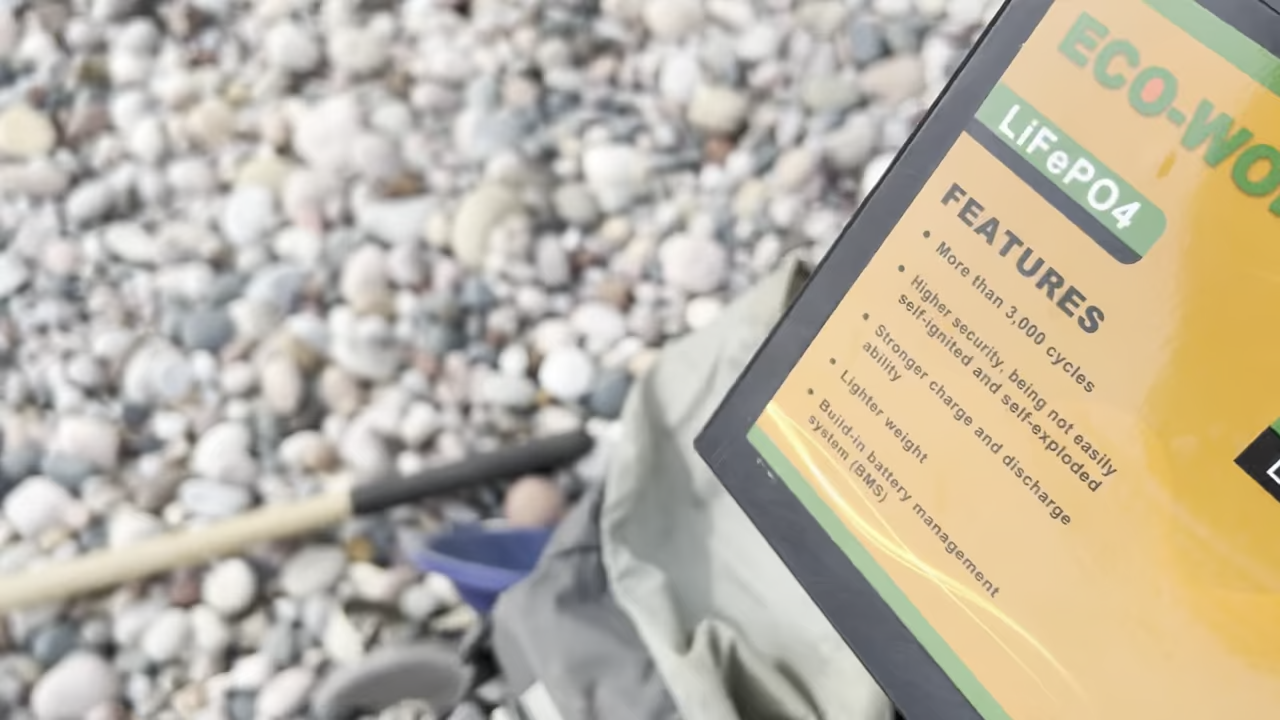 ECO-WO
LiFePO4
FEATURES
• More than 3,000 cycles
• Higher security, being not easily
self-ignited and self-exploded
• Stronger charge and discharge
ability
• Lighter weight
• Build-in battery management
system (BMS)